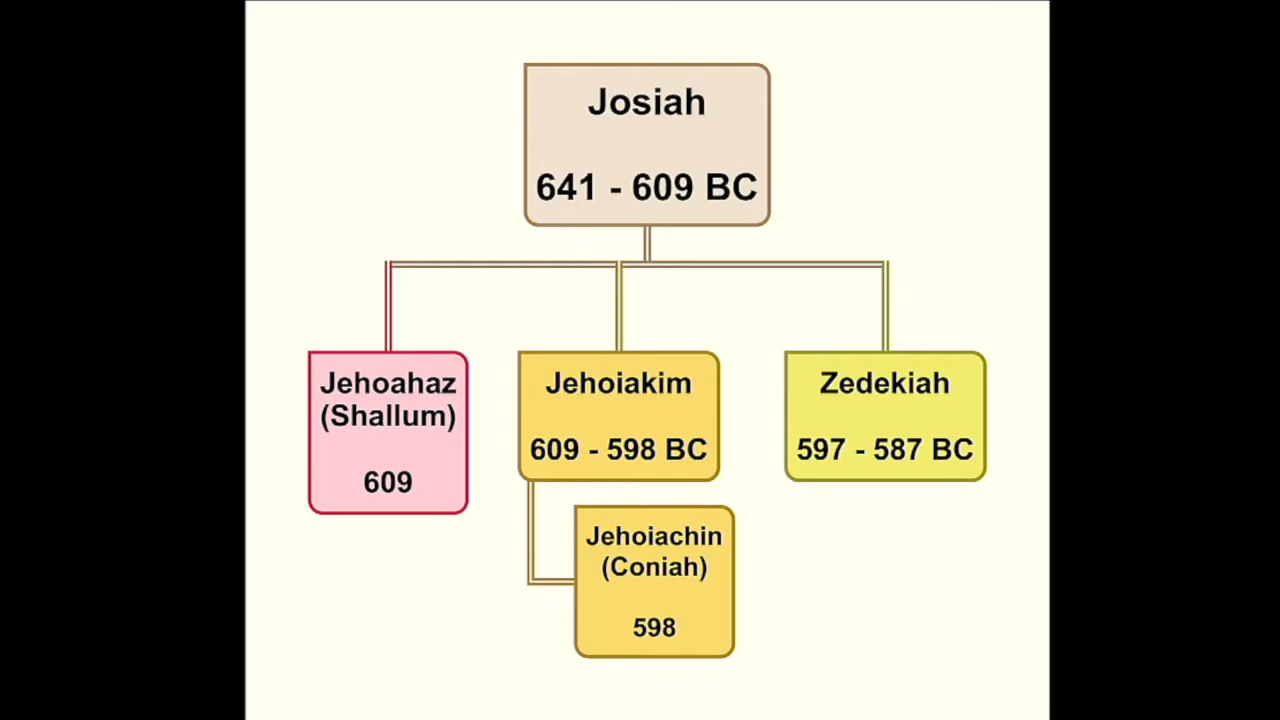 Josiah
641 - 609 BC
Jehoahaz
(Shallum)
609
Jehoiakim
609 - 598 BC
Zedekiah
597 - 587 BC
Jehoiachin
(Coniah)
598